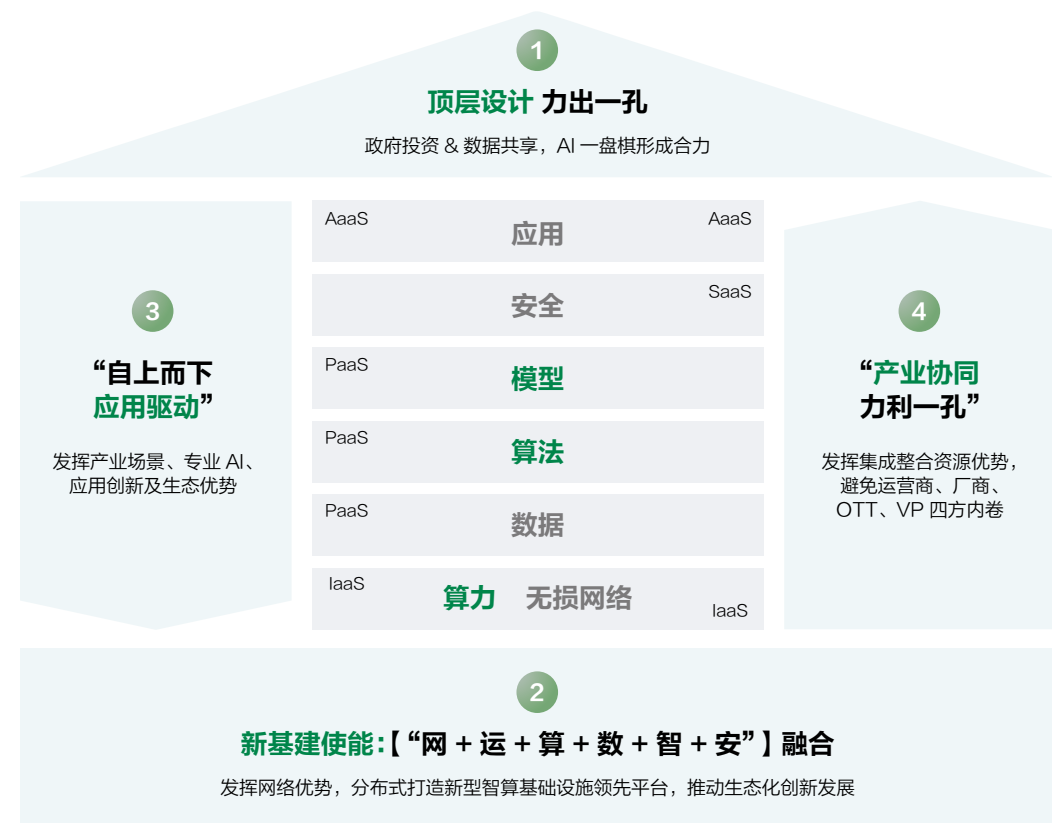 1
顶层设计 力出一孔
政府投资 & 数据共享，AI 一盘棋形成合力
3
“自上而下
应用驱动”
发挥产业场景、专业 AI、
应用创新及生态优势
AaaS
应用
AaaS
安全
SaaS
PaaS
模型
PaaS
算法
PaaS
数据
IaaS
算力 无损网络
IaaS
4
“产业协同
力利一孔”
发挥集成整合资源优势，
避免运营商、厂商、
OTT、VP 四方内卷
2
新基建使能：【“网 + 运 + 算 + 数 + 智 + 安”】融合
发挥网络优势，分布式打造新型智算基础设施领先平台，推动生态化创新发展